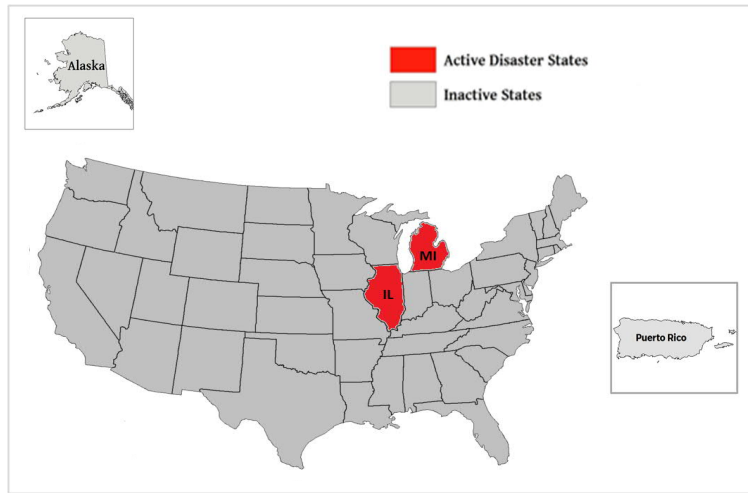 Alaska
Active Disaster States
Inactive States
MI
IL
Puerto Rico